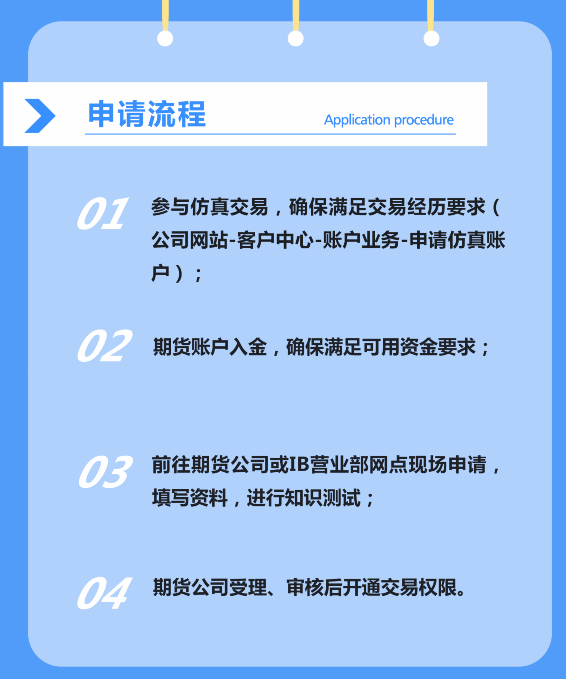 申请流程
Application procedure
01
参与仿真交易，确保满足交易经历要求（
公司网站-客户中心-账户业务-申请仿真账
户）；
02
期货账户入金，确保满足可用资金要求；
03
前往期货公司或IB营业部网点现场申请，
填写资料，进行知识测试；
04
期货公司受理、审核后开通交易权限。